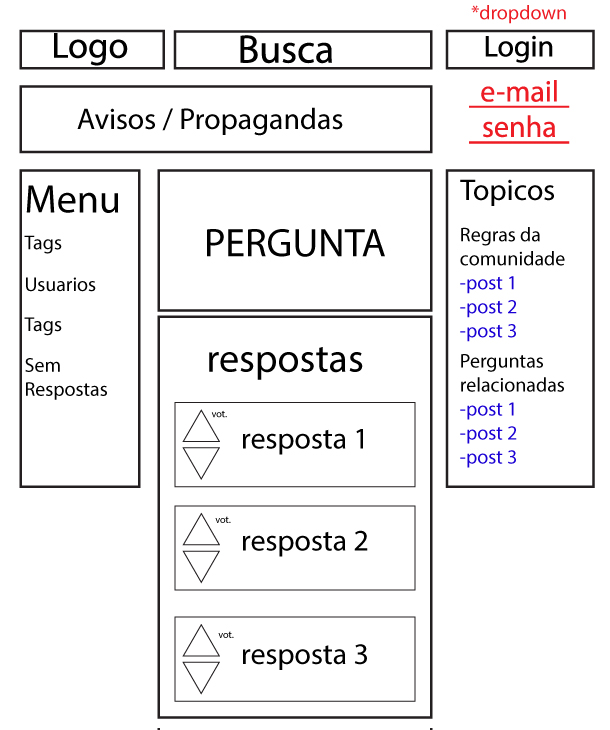 *dropdown
Logo
Busca
Login
Avisos / Propagandas
e-mail
senha
Menu
Tags
Usuarios
Tags
Sem
Respostas
PERGUNTA
respostas
vot.
resposta 1
vot.
resposta 2
vot.
resposta 3
Topicos
Regras da
comunidade
-post 1
-post 2
-post 3
Perguntas
relacionadas
-post 1
-post 2
-post 3